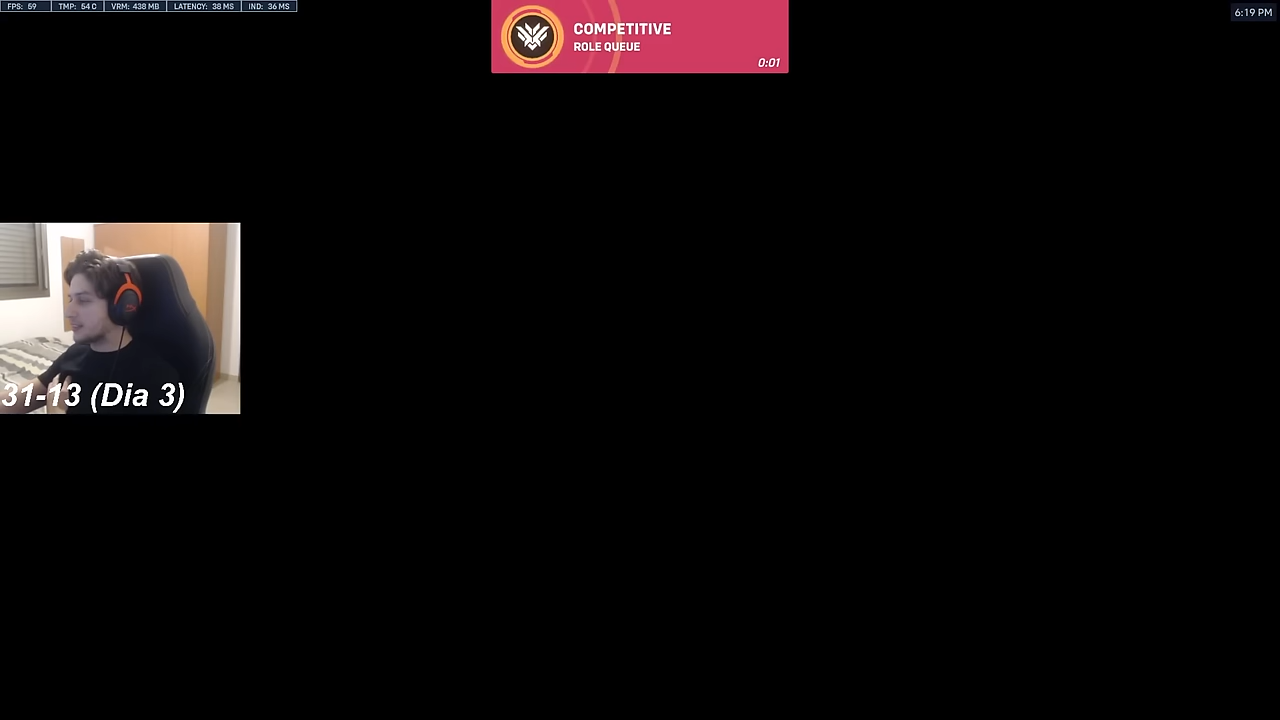 FPS: 59 TMP: 54 C VRM: 438 MB LATENCY: 38 MS IND: 36 MS
COMPETITIVE
ROLE QUEUE
0:01
6:19 PM
31-13 (Dia 3)